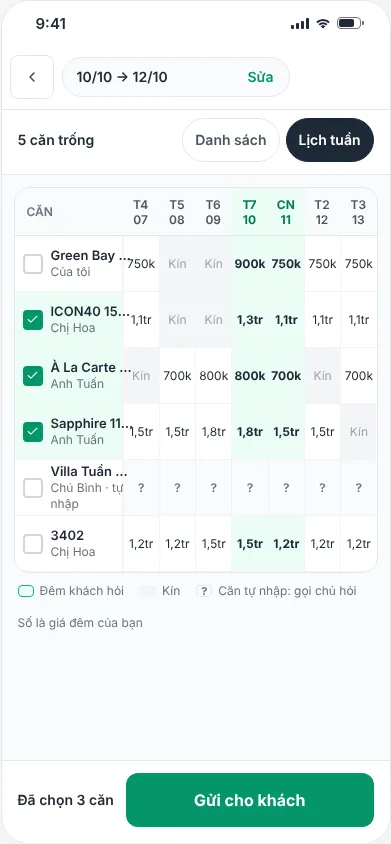 9:41
10/10 → 12/10 Sửa
5 căn trống Danh sách Lịch tuần
CĂN T4 07 T5 08 T6 09 T7 10 CN 11 T2 12 T3 13
Green Bay ... 750k Kín Kín 900k 750k 750k 750k
Của tôi
ICON40 15... 1,1tr Kín Kín 1,3tr 1,1tr 1,1tr 1,1tr
Chị Hoa
À La Carte ... Kín 700k 800k 800k 700k Kín 700k
Anh Tuấn
Sapphire 11... 1,5tr 1,5tr 1,8tr 1,8tr 1,5tr 1,5tr Kín
Anh Tuấn
Villa Tuần ... ? ? ? ? ? ? ?
Chú Bình · tự
nhập
3402 1,2tr 1,2tr 1,5tr 1,5tr 1,2tr 1,2tr 1,2tr
Chị Hoa
Đêm khách hỏi Kín ? Căn tự nhập: gọi chủ hỏi
Số là giá đêm của bạn
Đã chọn 3 căn Gửi cho khách